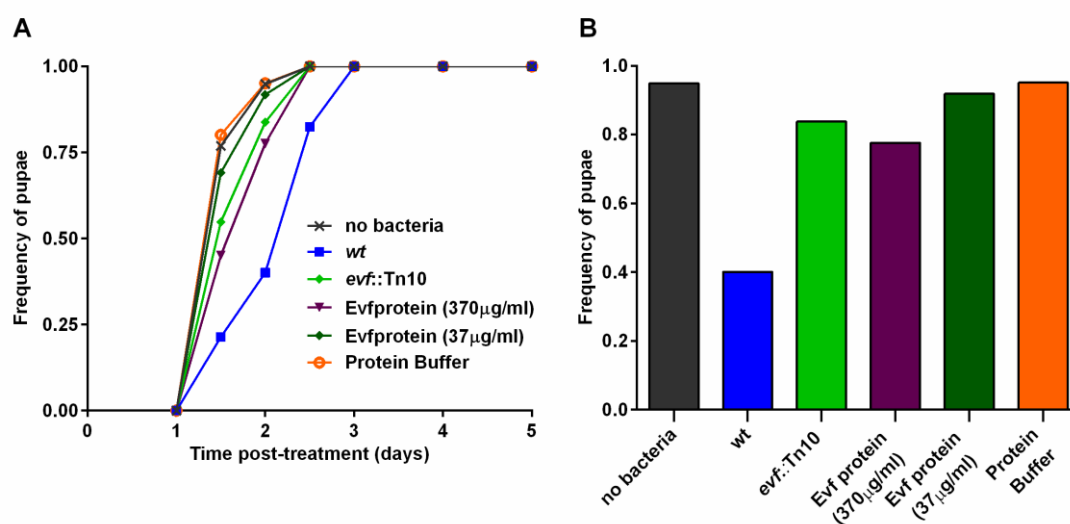 A
Frequency of pupae
1.00
0.75
0.50
0.25
0.00
0
1
2
3
4
5
Time post-treatment (days)
no bacteria
wt
evf::Tn10
Evfprotein (370μg/ml)
Evfprotein (37μg/ml)
Protein Buffer
B
Frequency of pupae
1.0
0.8
0.6
0.4
0.2
0.0
no bacteria
wt
evf::Tn10
Evf protein
(370μg/ml)
Evf protein
(37μg/ml)
Protein
Buffer